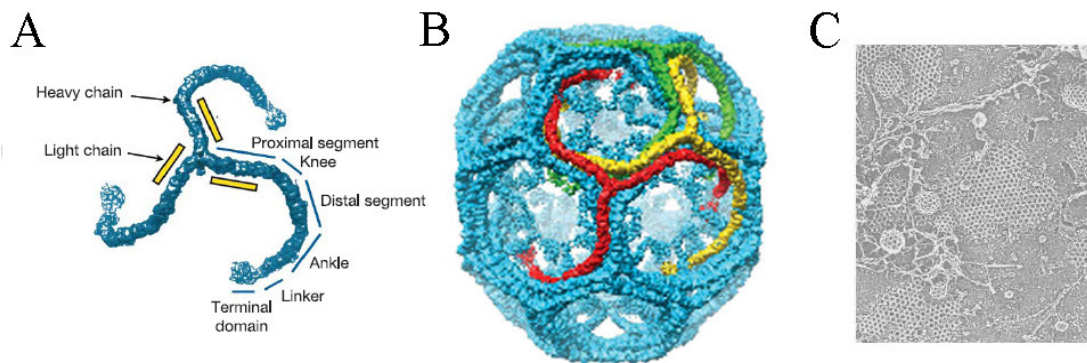 A
B
C
Heavy chain
Light chain
Proximal segment
Knee
Distal segment
Ankle
Linker
Terminal
domain